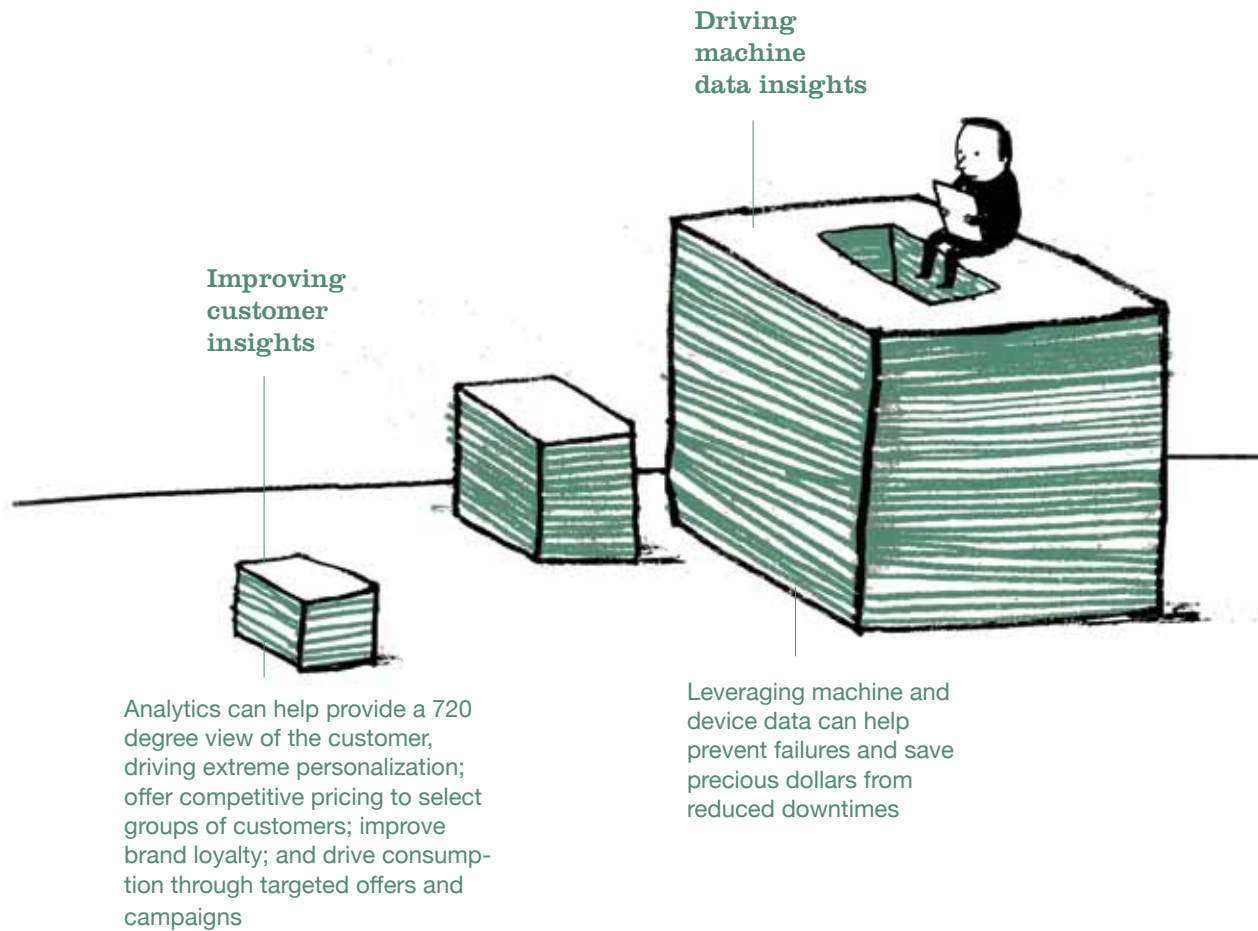 Driving
machine
data insights
Improving
customer
insights
Analytics can help provide a 720
degree view of the customer,
driving extreme personalization;
offer competitive pricing to select
groups of customers; improve
brand loyalty; and drive consump-
tion through targeted offers and
campaigns
Leveraging machine and
device data can help
prevent failures and save
precious dollars from
reduced downtimes